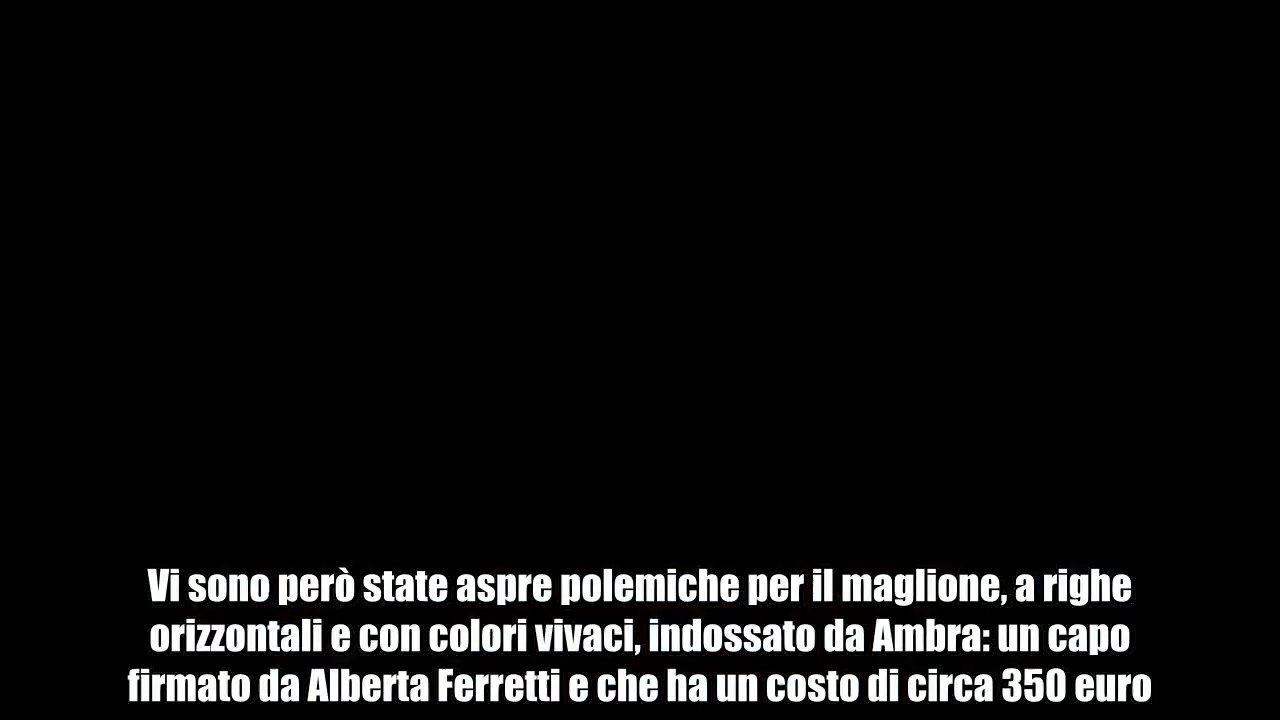 Vi sono però state aspre polemiche per il maglione, a righe
orizzontali e con colori vivaci, indossato da Ambra: un capo
firmato da Alberta Ferretti e che ha un costo di circa 350 euro